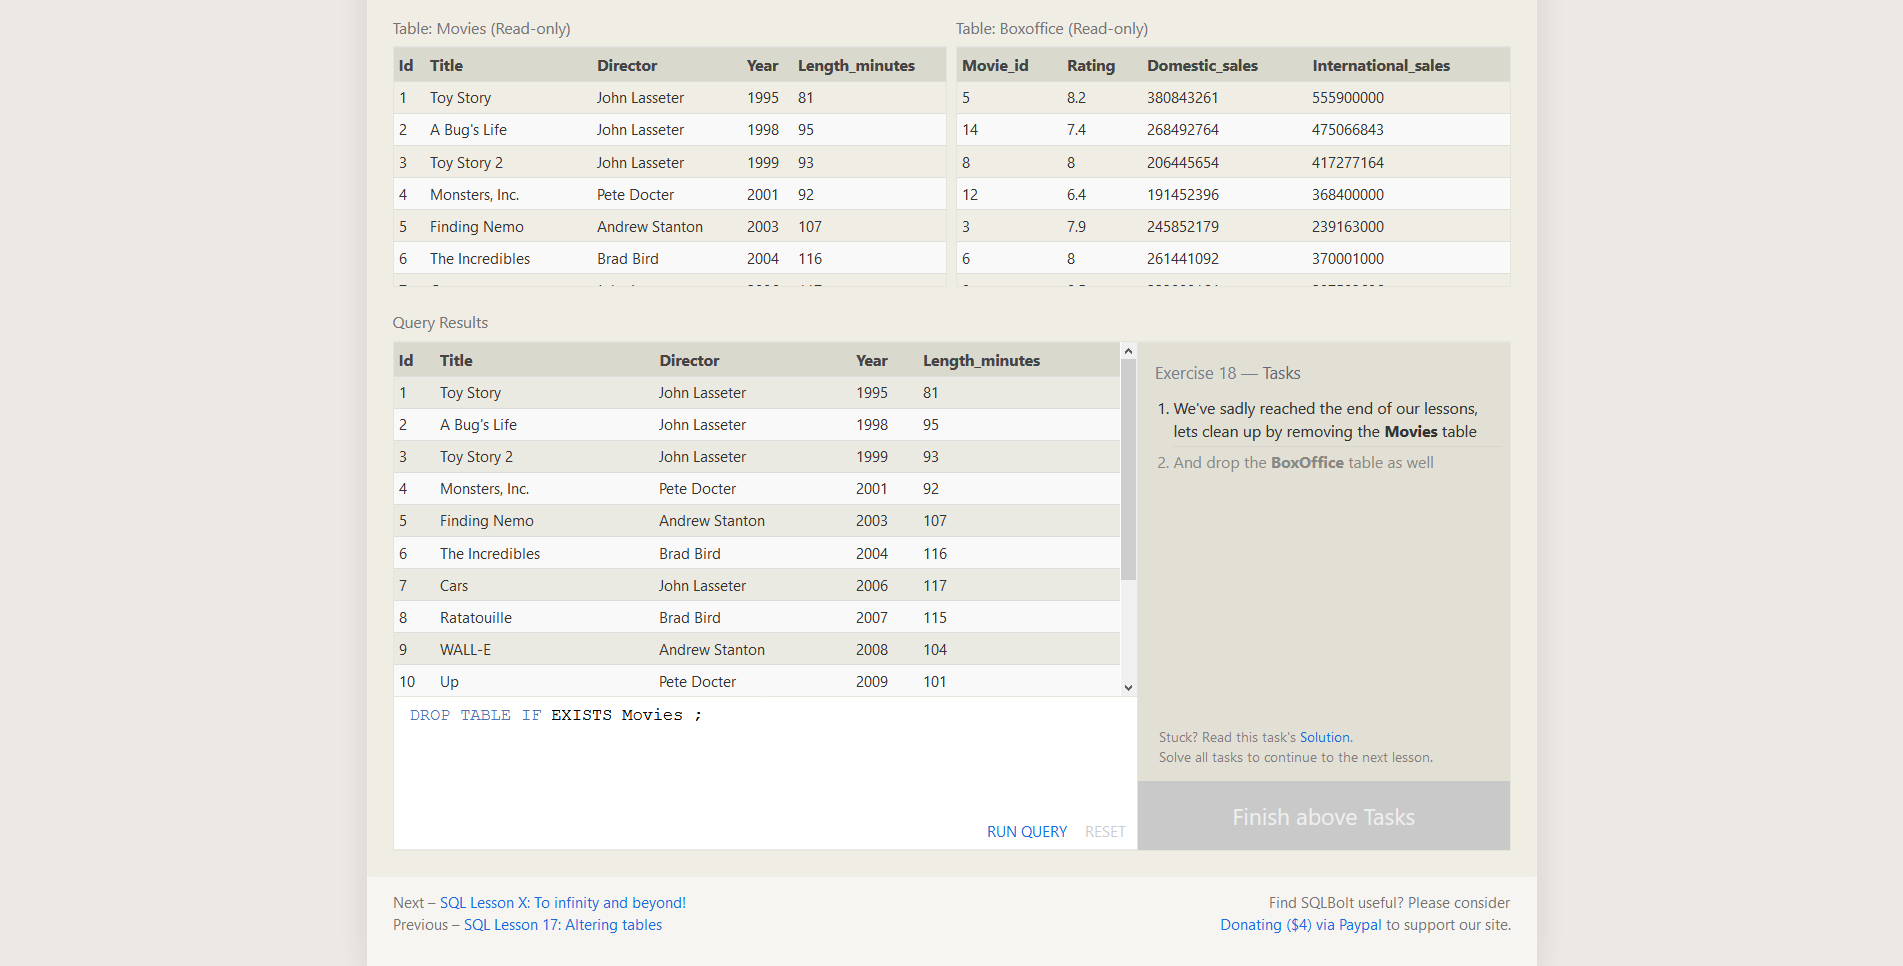 Table: Movies (Read-only)
Id Title Director Year Length_minutes
1 Toy Story John Lasseter 1995 81
2 A Bug's Life John Lasseter 1998 95
3 Toy Story 2 John Lasseter 1999 93
4 Monsters, Inc. Pete Docter 2001 92
5 Finding Nemo Andrew Stanton 2003 107
6 The Incredibles Brad Bird 2004 116
Table: Boxoffice (Read-only)
Movie_id Rating Domestic_sales International_sales
5 8.2 380843261 555900000
14 7.4 268492764 475066843
8 8 206445654 417277164
12 6.4 191452396 368400000
3 7.9 245852179 239163000
6 8 261441092 370001000
Query Results
Id Title Director Year Length_minutes
1 Toy Story John Lasseter 1995 81
2 A Bug's Life John Lasseter 1998 95
3 Toy Story 2 John Lasseter 1999 93
4 Monsters, Inc. Pete Docter 2001 92
5 Finding Nemo Andrew Stanton 2003 107
6 The Incredibles Brad Bird 2004 116
7 Cars John Lasseter 2006 117
8 Ratatouille Brad Bird 2007 115
9 WALL-E Andrew Stanton 2008 104
10 Up Pete Docter 2009 101
DROP TABLE IF EXISTS Movies ;
RUN QUERY RESET
Exercise 18 — Tasks
1. We've sadly reached the end of our lessons,
lets clean up by removing the Movies table
2. And drop the BoxOffice table as well
Stuck? Read this task's Solution.
Solve all tasks to continue to the next lesson.
Finish above Tasks
Next – SQL Lesson X: To infinity and beyond!
Previous – SQL Lesson 17: Altering tables
Find SQLBolt useful? Please consider
Donating ($4) via Paypal to support our site.